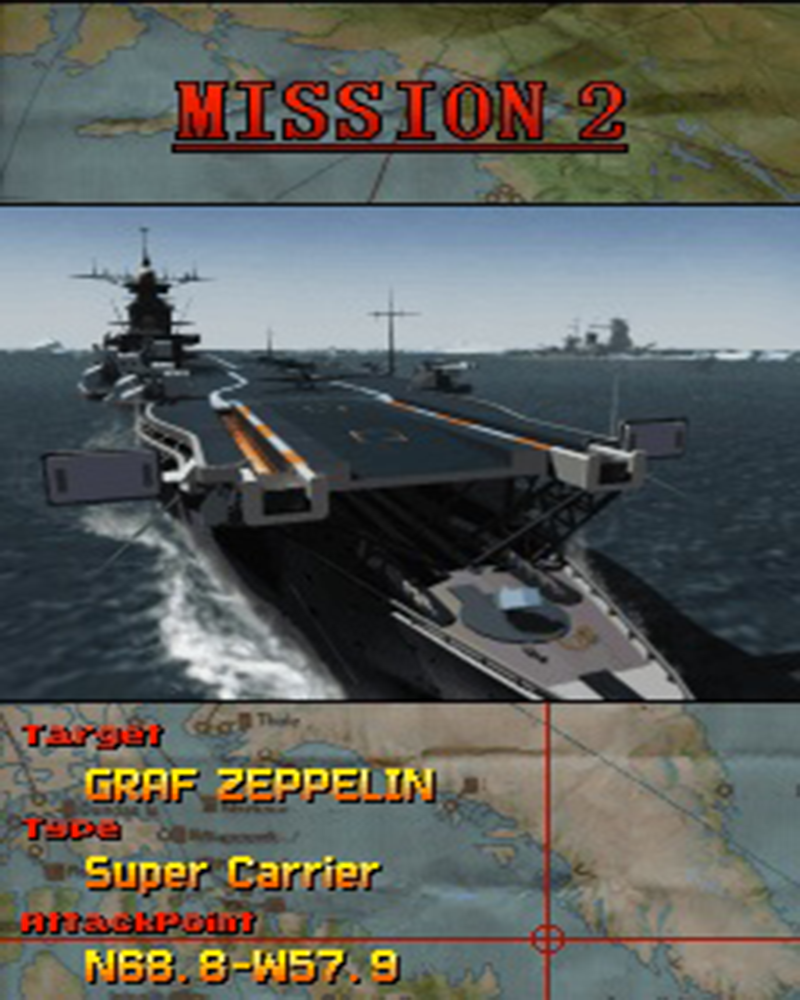 MISSION 2
Target
GRAF ZEPPELIN
Type
Super Carrier
AttackPoint
N68.8-W57.9